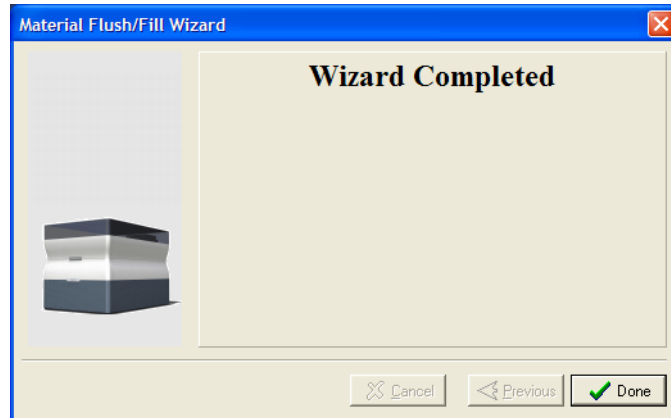 Material Flush/Fill Wizard
Wizard Completed
Cancel
Previous
Done